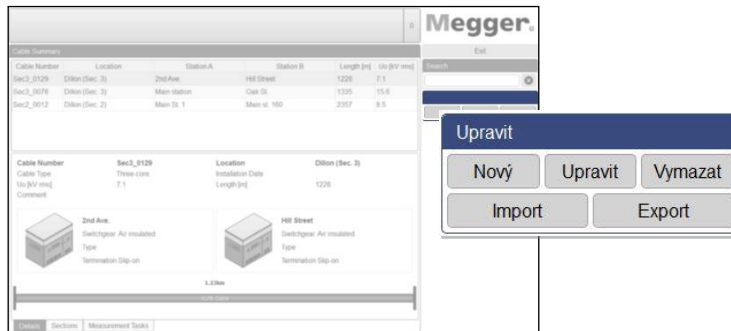 Megger.
Cable Summary
Exit
Cable Number Location Station A Station B Length [m] Uo [kV rms]
Search
Sec3_0129 Dillon (Sec. 3) 2nd Ave. Hill Street 1226 7.1
Sec3_0076 Dillon (Sec. 3) Main station Oak St. 1335 15.6
Sec2_0012 Dillon (Sec. 2) Main St. 1 Main st. 160 2357 8.5
Upravit
Nový Upravit Vymazat
Import Export
Cable Number Sec3_0129 Location Dillon (Sec. 3)
Cable Type Three core Installation Date
Uo [kV rms] 7.1 Length [m] 1226
Comment
2nd Ave. Hill Street
Switchgear Air insulated Switchgear Air insulated
Type Type
Termination Slip-on Termination Slip-on
1.23km
Details Sections Measurement Tasks